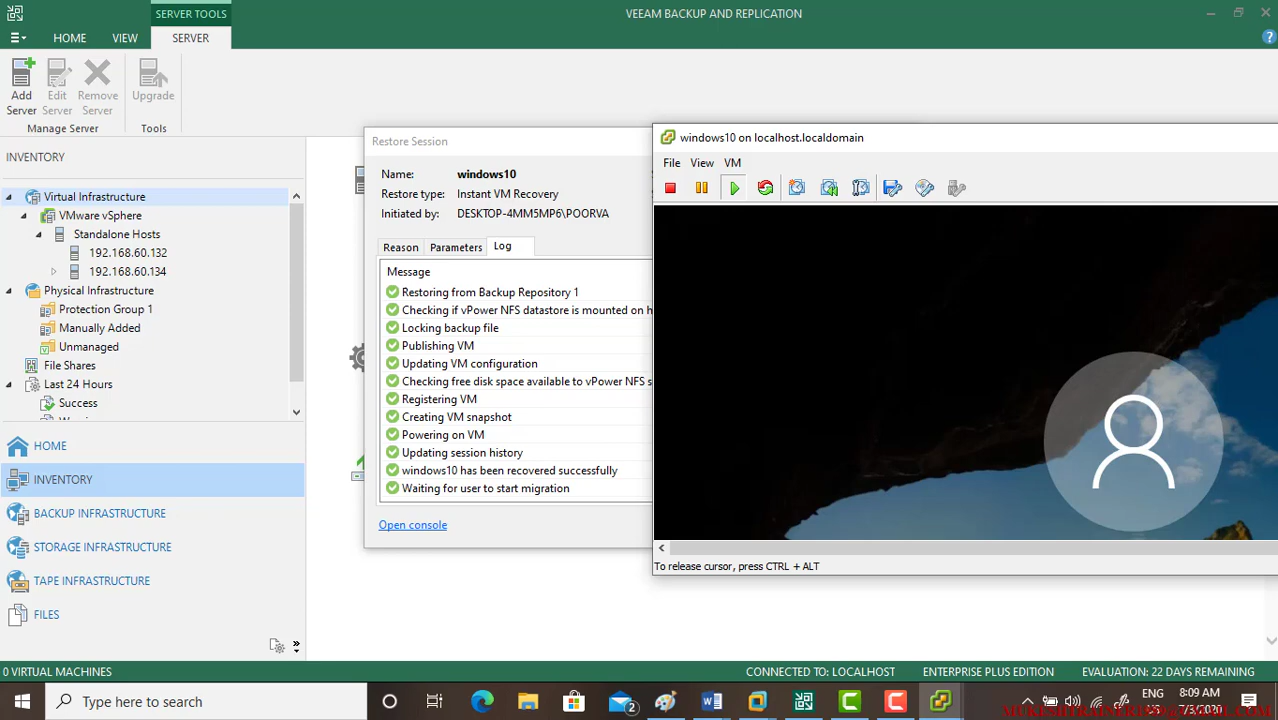 SERVER TOOLS
VEEAM BACKUP AND REPLICATION
HOME
VIEW
SERVER
Add Server
Edit Server
Remove Server
Upgrade
Manage Server
Tools
INVENTORY
Virtual Infrastructure
VMware vSphere
Standalone Hosts
192.168.60.132
192.168.60.134
Physical Infrastructure
Protection Group 1
Manually Added
Unmanaged
File Shares
Last 24 Hours
Success
HOME
INVENTORY
BACKUP INFRASTRUCTURE
STORAGE INFRASTRUCTURE
TAPE INFRASTRUCTURE
FILES
Restore Session
Name: windows10
Restore type: Instant VM Recovery
Initiated by: DESKTOP-4MM5MP6\POORVA
Reason
Parameters
Log
Message
Restoring from Backup Repository 1
Checking if vPower NFS datastore is mounted on h
Locking backup file
Publishing VM
Updating VM configuration
Checking free disk space available to vPower NFS s
Registering VM
Creating VM snapshot
Powering on VM
Updating session history
windows10 has been recovered successfully
Waiting for user to start migration
Open console
windows10 on localhost.localdomain
File View VM
To release cursor, press CTRL + ALT
0 VIRTUAL MACHINES
CONNECTED TO: LOCALHOST
ENTERPRISE PLUS EDITION
EVALUATION: 22 DAYS REMAINING
Type here to search
2
ENG
8:09 AM
7/3/2020